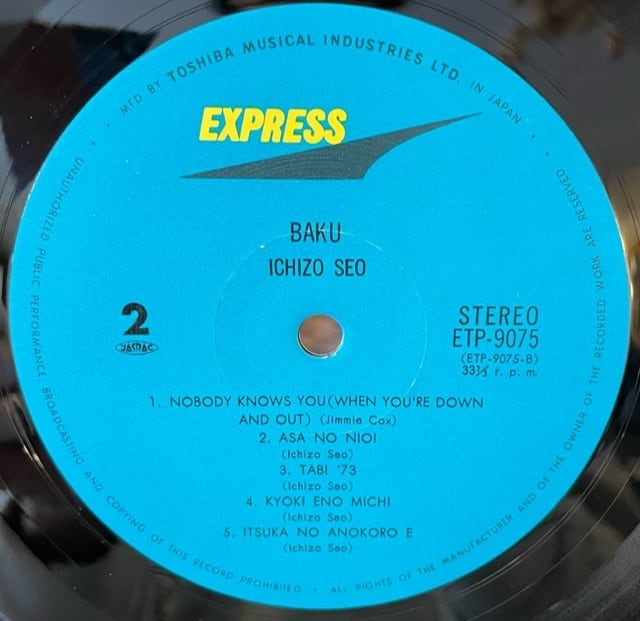 MFD BY TOSHIBA MUSICAL INDUSTRIES LTD. IN JAPAN
EXPRESS
BAKU
ICHIZO SEO
2
JASRAC
STEREO
ETP-9075
(ETP-9075-B)
33⅓ r. p. m.
1. NOBODY KNOWS YOU(WHEN YOU'RE DOWN
AND OUT) (Jimmie Cox)
2. ASA NO NIOI
(Ichizo Seo)
3. TABI '73
(Ichizo Seo)
4. KYOKI ENO MICHI
(Ichizo Seo)
5. ITSUKA NO ANOKORO E
(Ichizo Seo)
UNAUTHORIZED PUBLIC PERFORMANCE, BROADCASTING AND COPYING OF THIS RECORD PROHIBITED • ALL RIGHTS OF THE MANUFACTURER AND OF THE OWNER OF THE RECORDED WORK ARE RESERVED